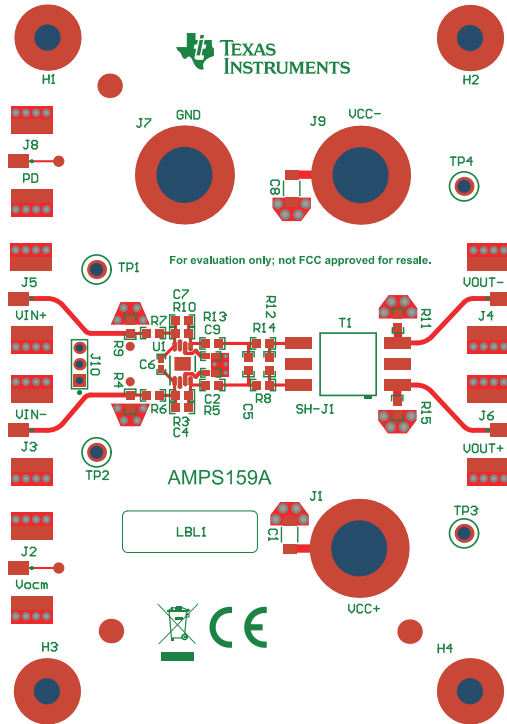 TEXAS
INSTRUMENTS
H1
H2
J7
GND
J9
VCC-
J8
PD
C8
TP4
For evaluation only; not FCC approved for resale.
TP1
J5
VIN+
VOUT-
J4
C7
R10
R13
C9
R12
R14
T1
R11
R7
U1
R9
C6
J10
R4
R6
R3
C4
R5
C2
C5
R8
SH-J1
R15
VIN-
J3
J6
VOUT+
TP2
AMPS159A
J1
C1
TP3
LBL1
J2
Vocm
VCC+
CE
H3
H4